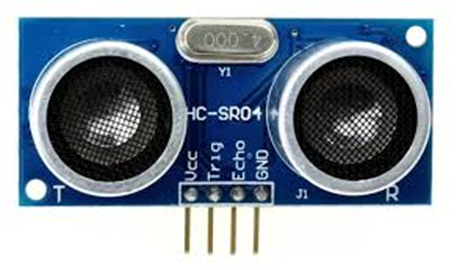 4.000
Y1
HC-SR04
Vcc
Trig
Echo
GND
T
J1
R